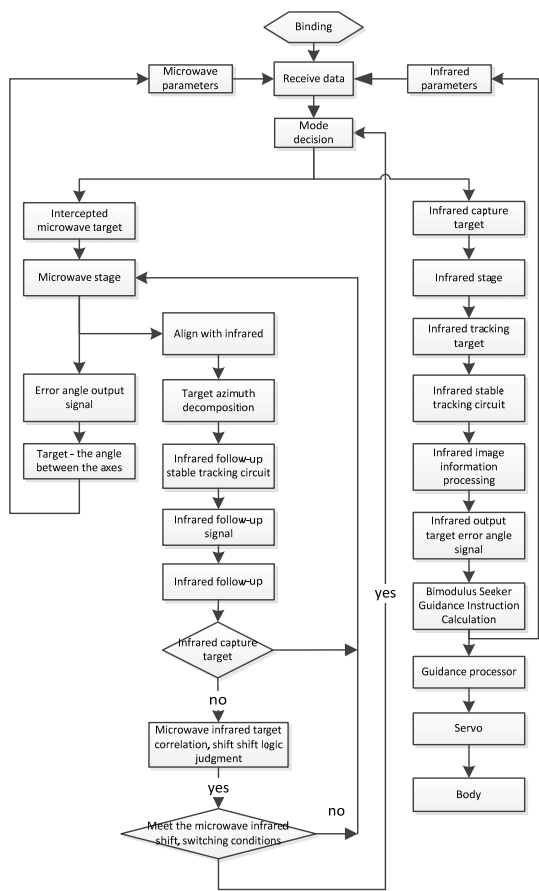 Binding
Microwave
parameters
Receive data
Infrared
parameters
Mode
decision
Intercepted
microwave target
Microwave stage
Error angle output
signal
Target – the angle
between the axes
Align with infrared
Target azimuth
decomposition
Infrared follow-up
stable tracking circuit
Infrared follow-up
signal
Infrared follow-up
Infrared capture
target
no
Microwave infrared target
correlation, shift shift logic
judgment
yes
Meet the microwave infrared
shift, switching conditions
no
yes
Infrared capture
target
Infrared stage
Infrared tracking
target
Infrared stable
tracking circuit
Infrared image
information
processing
Infrared output
target error angle
signal
Bimodulus Seeker
Guidance Instruction
Calculation
Guidance processor
Servo
Body